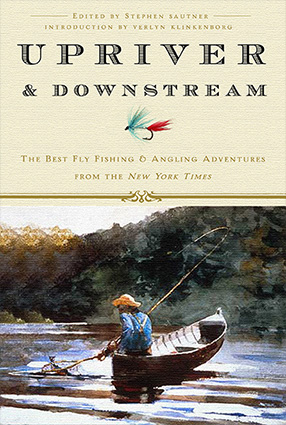 EDITED BY STEPHEN SAUTNER
INTRODUCTION BY VERLYN KLINKENBORG
UPRIVER
& DOWNSTREAM
THE BEST FLY FISHING & ANGLING ADVENTURES
FROM THE NEW YORK TIMES